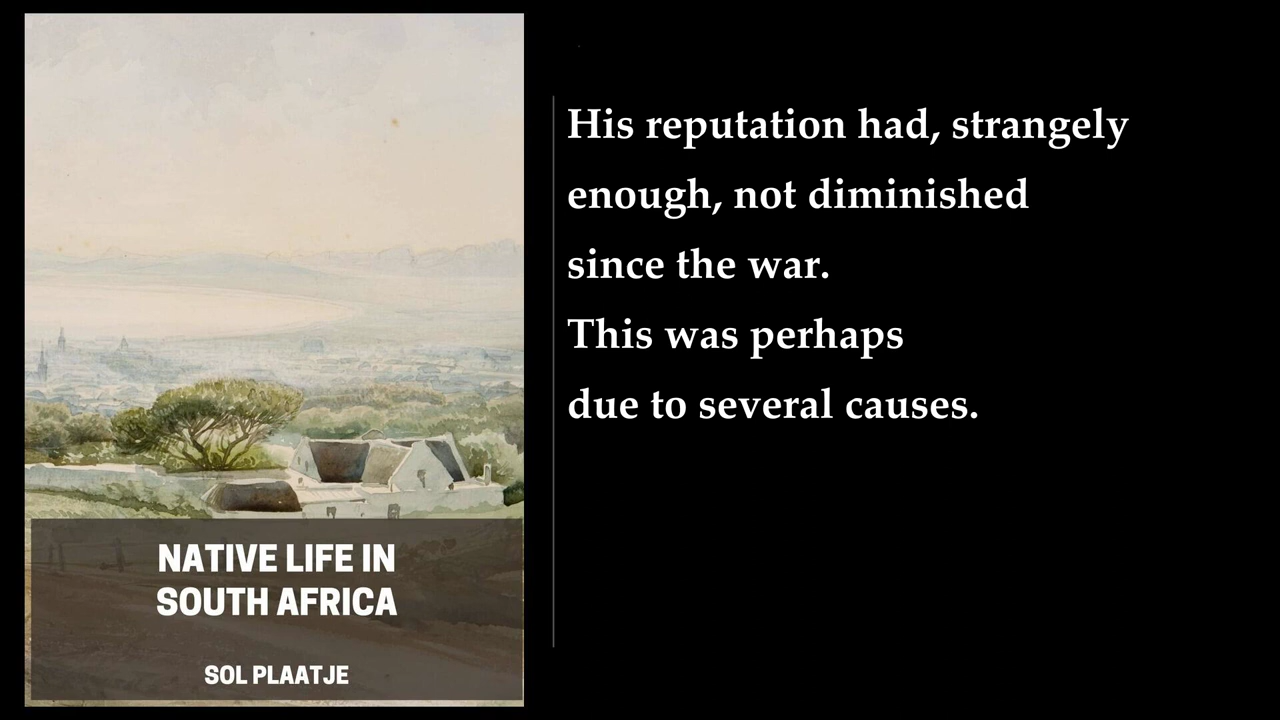 NATIVE LIFE IN
SOUTH AFRICA
SOL PLAATJE
His reputation had, strangely
enough, not diminished
since the war.
This was perhaps
due to several causes.